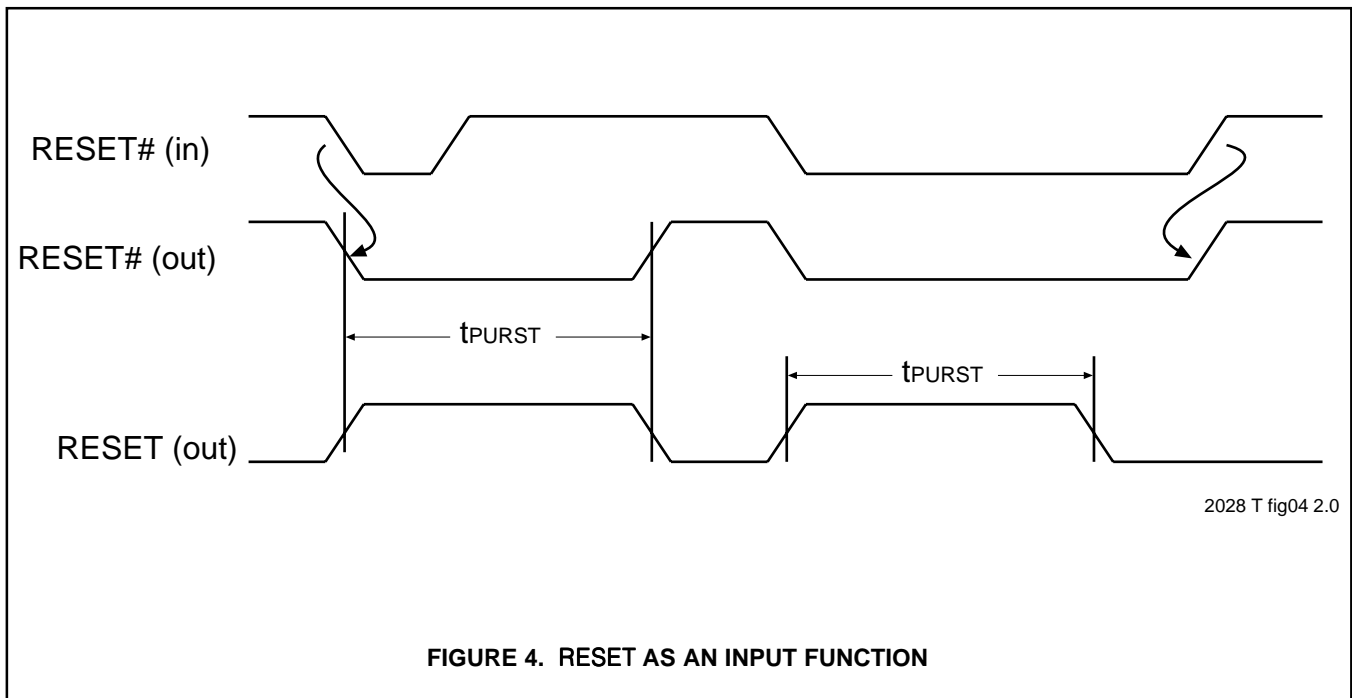 RESET# (in)
RESET# (out)
tPURST
tPURST
RESET (out)
2028 T fig04 2.0
FIGURE 4. RESET AS AN INPUT FUNCTION